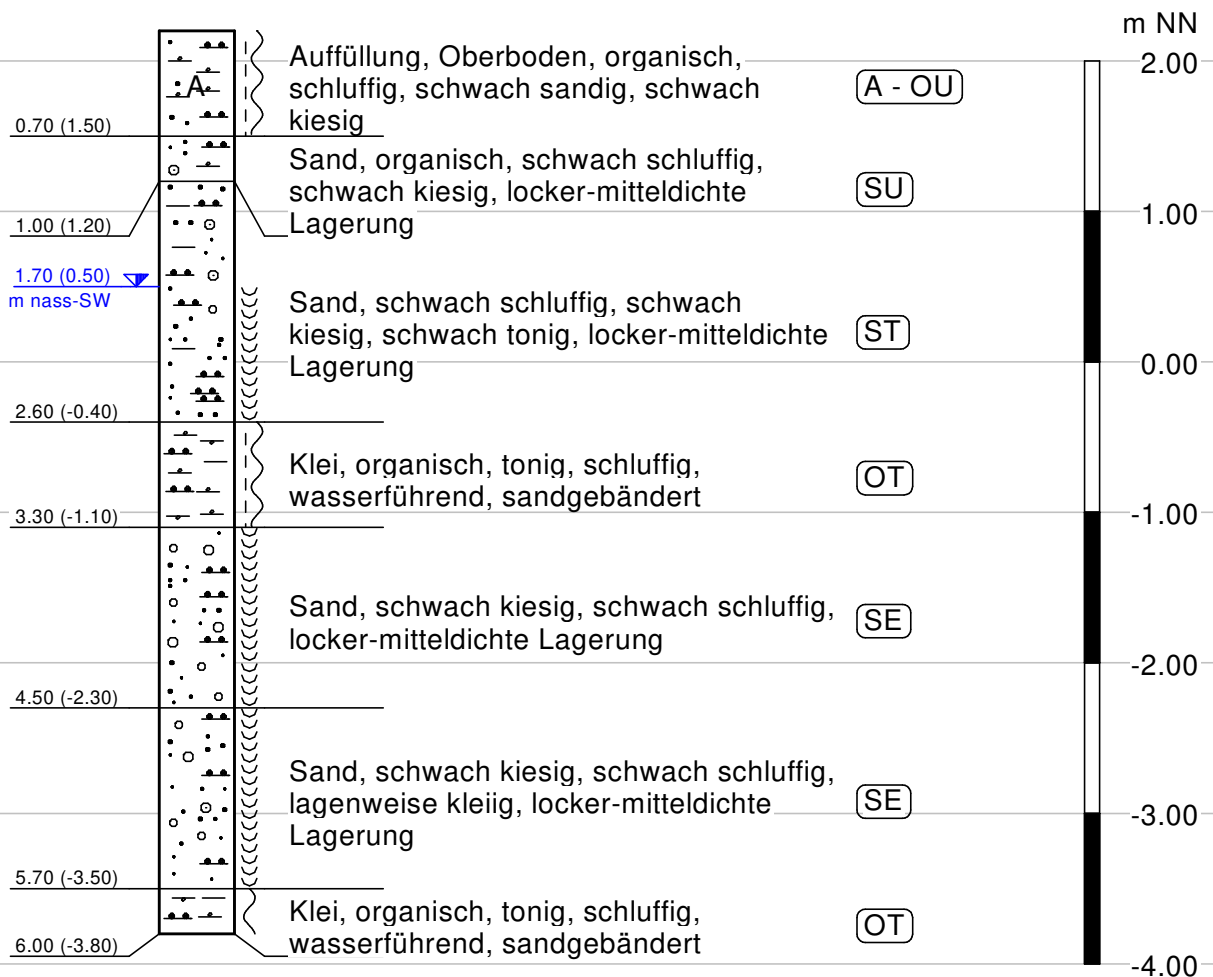 m NN
2.00
Auffüllung, Oberboden, organisch,
schluffig, schwach sandig, schwach
kiesig
A - OU
A
0.70 (1.50)
Sand, organisch, schwach schluffig,
schwach kiesig, locker-mitteldichte
Lagerung
SU
1.00
1.00 (1.20)
1.70 (0.50)
m nass-SW
Sand, schwach schluffig, schwach
kiesig, schwach tonig, locker-mitteldichte
Lagerung
ST
0.00
2.60 (-0.40)
Klei, organisch, tonig, schluffig,
wasserführend, sandgebändert
OT
3.30 (-1.10)
-1.00
Sand, schwach kiesig, schwach schluffig,
locker-mitteldichte Lagerung
SE
-2.00
4.50 (-2.30)
Sand, schwach kiesig, schwach schluffig,
lagenweise kleiig, locker-mitteldichte
Lagerung
SE
-3.00
5.70 (-3.50)
Klei, organisch, tonig, schluffig,
wasserführend, sandgebändert
OT
6.00 (-3.80)
-4.00